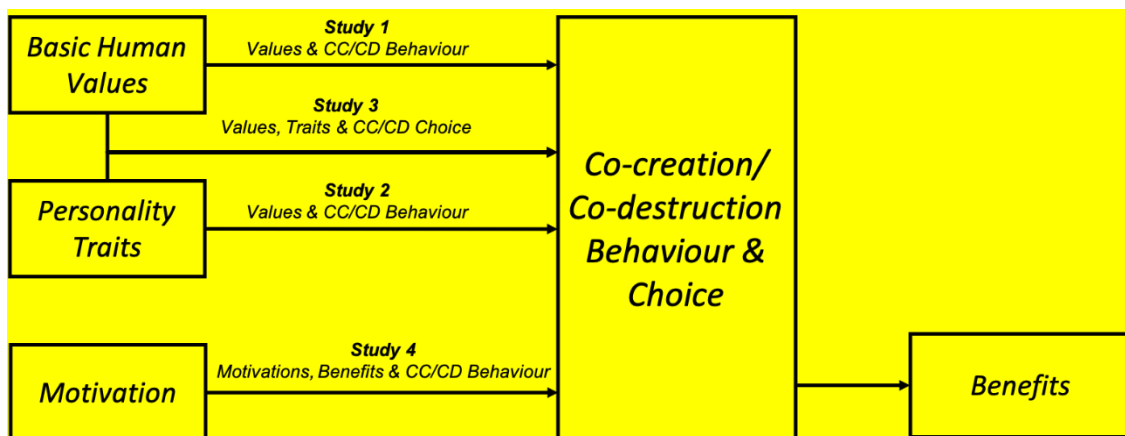 Basic Human
Values
Study 1
Values & CC/CD Behaviour
Study 3
Values, Traits & CC/CD Choice
Personality
Traits
Study 2
Values & CC/CD Behaviour
Motivation
Study 4
Motivations, Benefits & CC/CD Behaviour
Co-creation/
Co-destruction
Behaviour &
Choice
Benefits